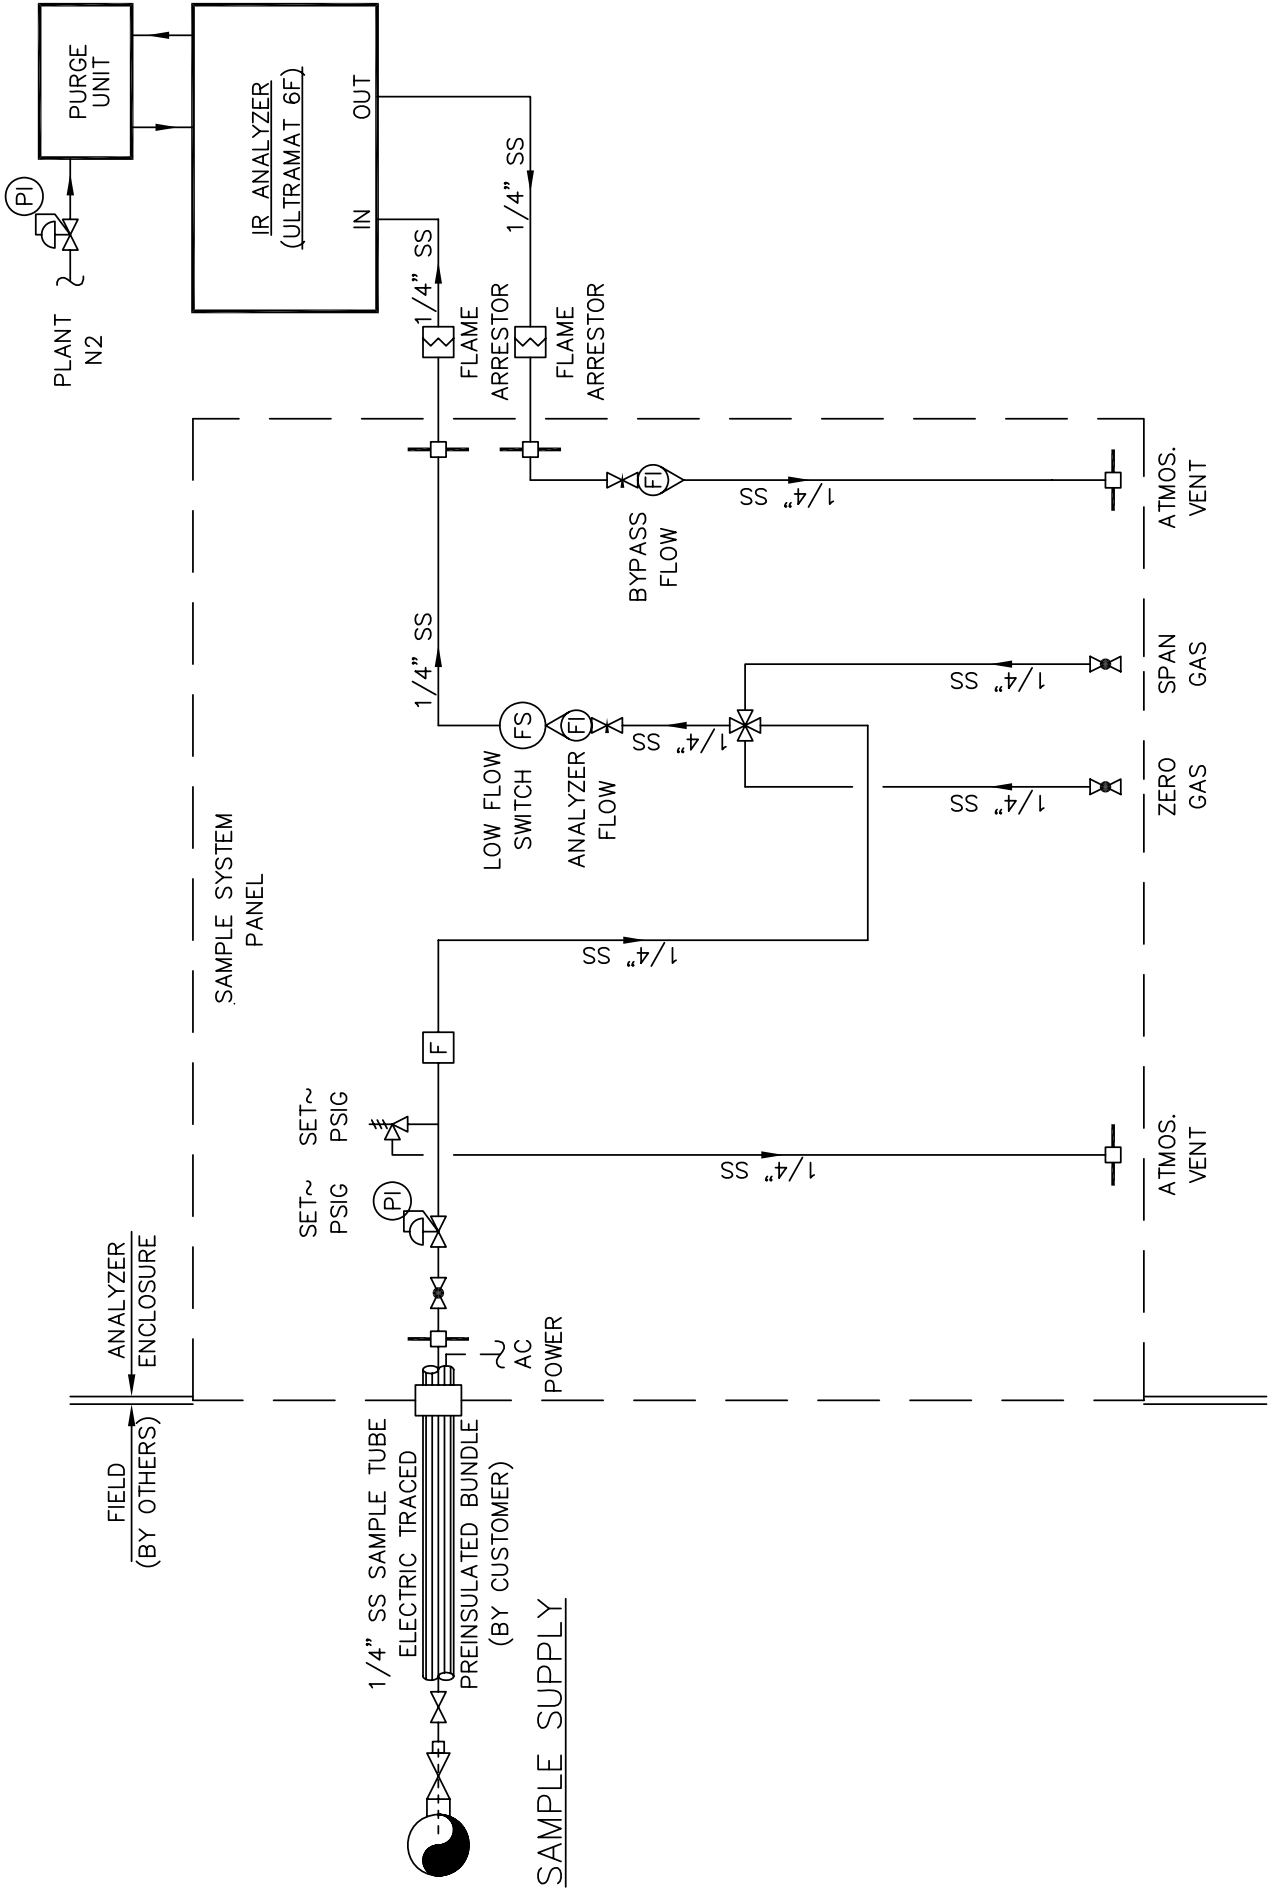 PLANT
N2
PI
PURGE
UNIT
IR ANALYZER
(ULTRAMAT 6F)
IN
OUT
1/4" SS
1/4" SS
FLAME
ARRESTOR
FLAME
ARRESTOR
SAMPLE SYSTEM
PANEL
1/4" SS
FI
BYPASS
FLOW
1/4" SS
ATMOS.
VENT
FS
LOW FLOW
SWITCH
FI
ANALYZER
FLOW
1/4" SS
1/4" SS
SPAN
GAS
1/4" SS
ZERO
GAS
1/4" SS
F
SET~
PSIG
SET~
PSIG
PI
1/4" SS
ATMOS.
VENT
ANALYZER
ENCLOSURE
FIELD
(BY OTHERS)
AC
POWER
1/4" SS SAMPLE TUBE
ELECTRIC TRACED
PREINSULATED BUNDLE
(BY CUSTOMER)
SAMPLE SUPPLY